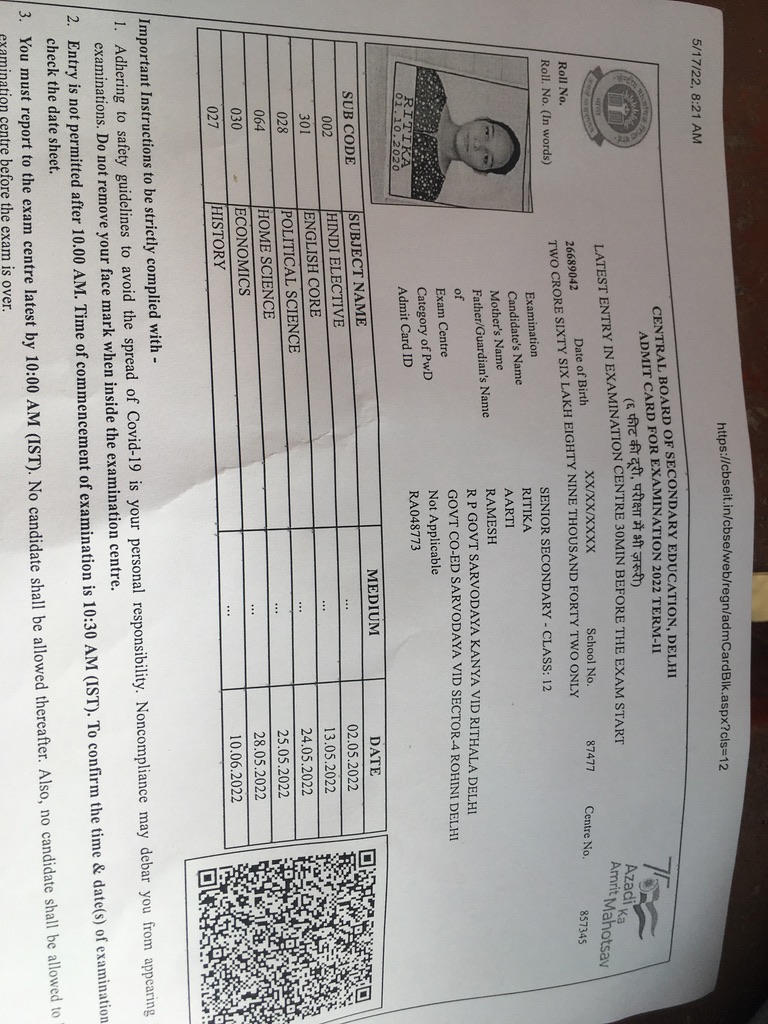 5/17/22, 8:21 AM
https://cbseit.in/cbse/web/regn/admCardBlk.aspx?cls=12
CENTRAL BOARD OF SECONDARY EDUCATION, DELHI
ADMIT CARD FOR EXAMINATION 2022 TERM-II
(६ फीट की दूरी, परीक्षा में भी ज़रूरी)
LATEST ENTRY IN EXAMINATION CENTRE 30MIN BEFORE THE EXAM START
75 Azadi Ka
Amrit Mahotsav
Roll No. 26689042 Date of Birth XX/XX/XXXX School No. 87477 Centre No. 857345
Roll. No. (In words) TWO CRORE SIXTY SIX LAKH EIGHTY NINE THOUSAND FORTY TWO ONLY
Examination SENIOR SECONDARY - CLASS: 12
Candidate's Name RITIKA
Mother's Name AARTI
Father/Guardian's Name RAMESH
of R P GOVT SARVODAYA KANYA VID RITHALA DELHI
Exam Centre GOVT CO-ED SARVODAYA VID SECTOR-4 ROHINI DELHI
Category of PwD Not Applicable
Admit Card ID RA048773
RITIKA
01.10.2020
SUB CODE SUBJECT NAME MEDIUM DATE
002 HINDI ELECTIVE ... 02.05.2022
301 ENGLISH CORE ... 13.05.2022
028 POLITICAL SCIENCE ... 24.05.2022
064 HOME SCIENCE ... 25.05.2022
030 ECONOMICS ... 28.05.2022
027 HISTORY ... 10.06.2022
Important Instructions to be strictly complied with -
1. Adhering to safety guidelines to avoid the spread of Covid-19 is your personal responsibility. Noncompliance may debar you from appearing
examinations. Do not remove your face mark when inside the examination centre.
2. Entry is not permitted after 10.00 AM. Time of commencement of examination is 10:30 AM (IST). To confirm the time & date(s) of examination
check the date sheet.
3. You must report to the exam centre latest by 10:00 AM (IST). No candidate shall be allowed thereafter. Also, no candidate shall be allowed to
examination centre before the exam is over.